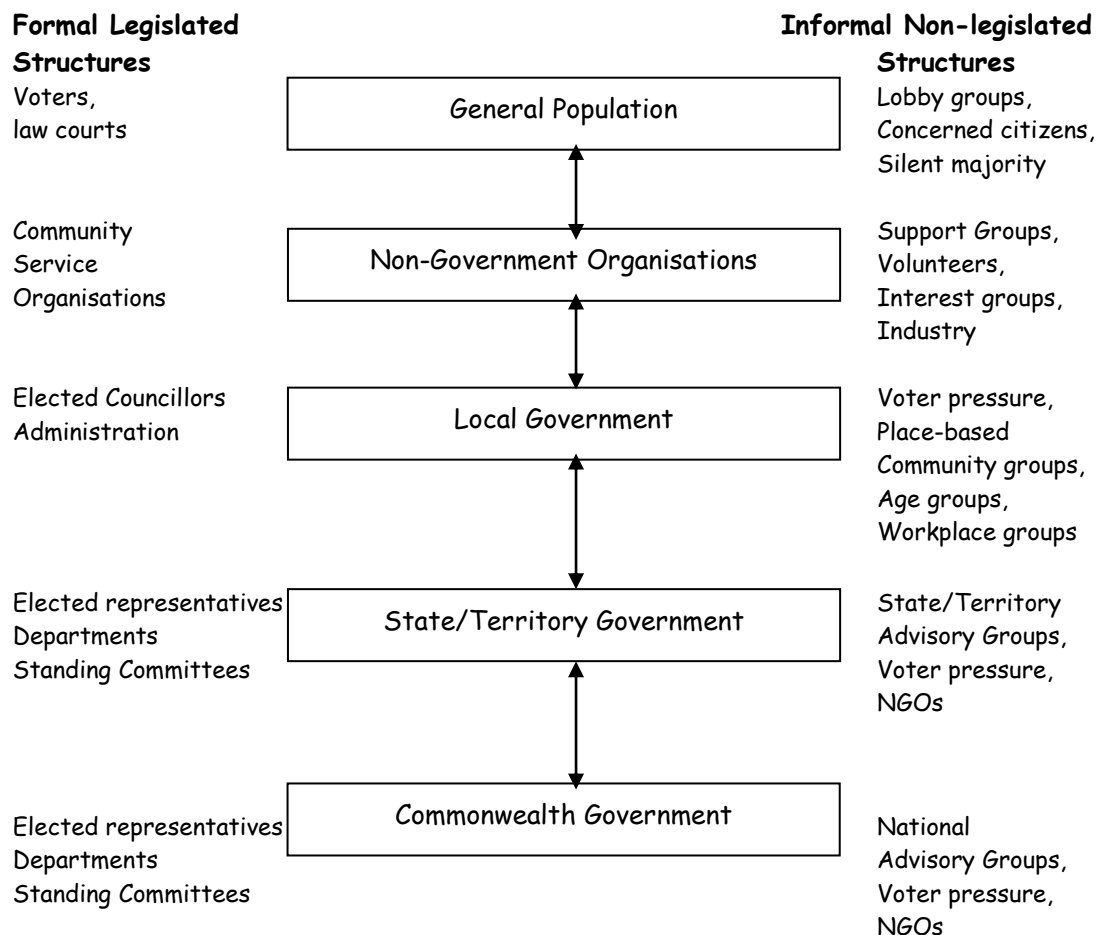 Formal Legislated
Structures
Informal Non-legislated
Structures
Voters,
law courts
General Population
Lobby groups,
Concerned citizens,
Silent majority
Community
Service
Organisations
Non-Government Organisations
Support Groups,
Volunteers,
Interest groups,
Industry
Elected Councillors
Administration
Local Government
Voter pressure,
Place-based
Community groups,
Age groups,
Workplace groups
Elected representatives
Departments
Standing Committees
State/Territory Government
State/Territory
Advisory Groups,
Voter pressure,
NGOs
Elected representatives
Departments
Standing Committees
Commonwealth Government
National
Advisory Groups,
Voter pressure,
NGOs